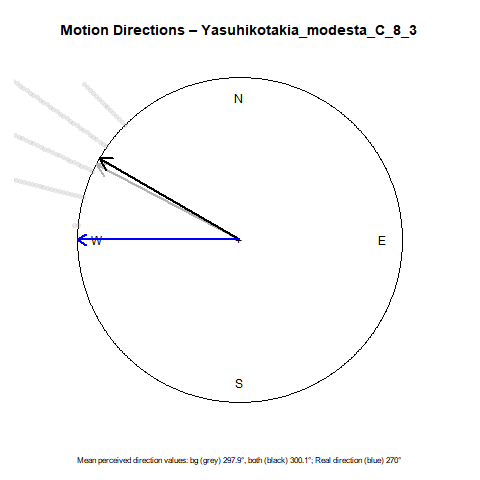 Motion Directions – Yasuhikotakia_modesta_C_8_3
N
W
E
S
Mean perceived direction values: bg (grey) 297.9°, both (black) 300.1°; Real direction (blue) 270°